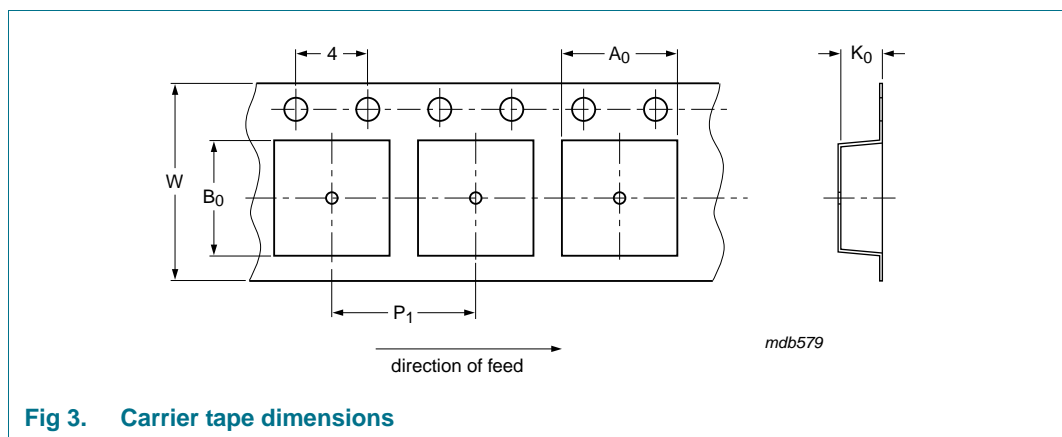 4
A0
K0
W
B0
P1
direction of feed
mdb579
Fig 3. Carrier tape dimensions